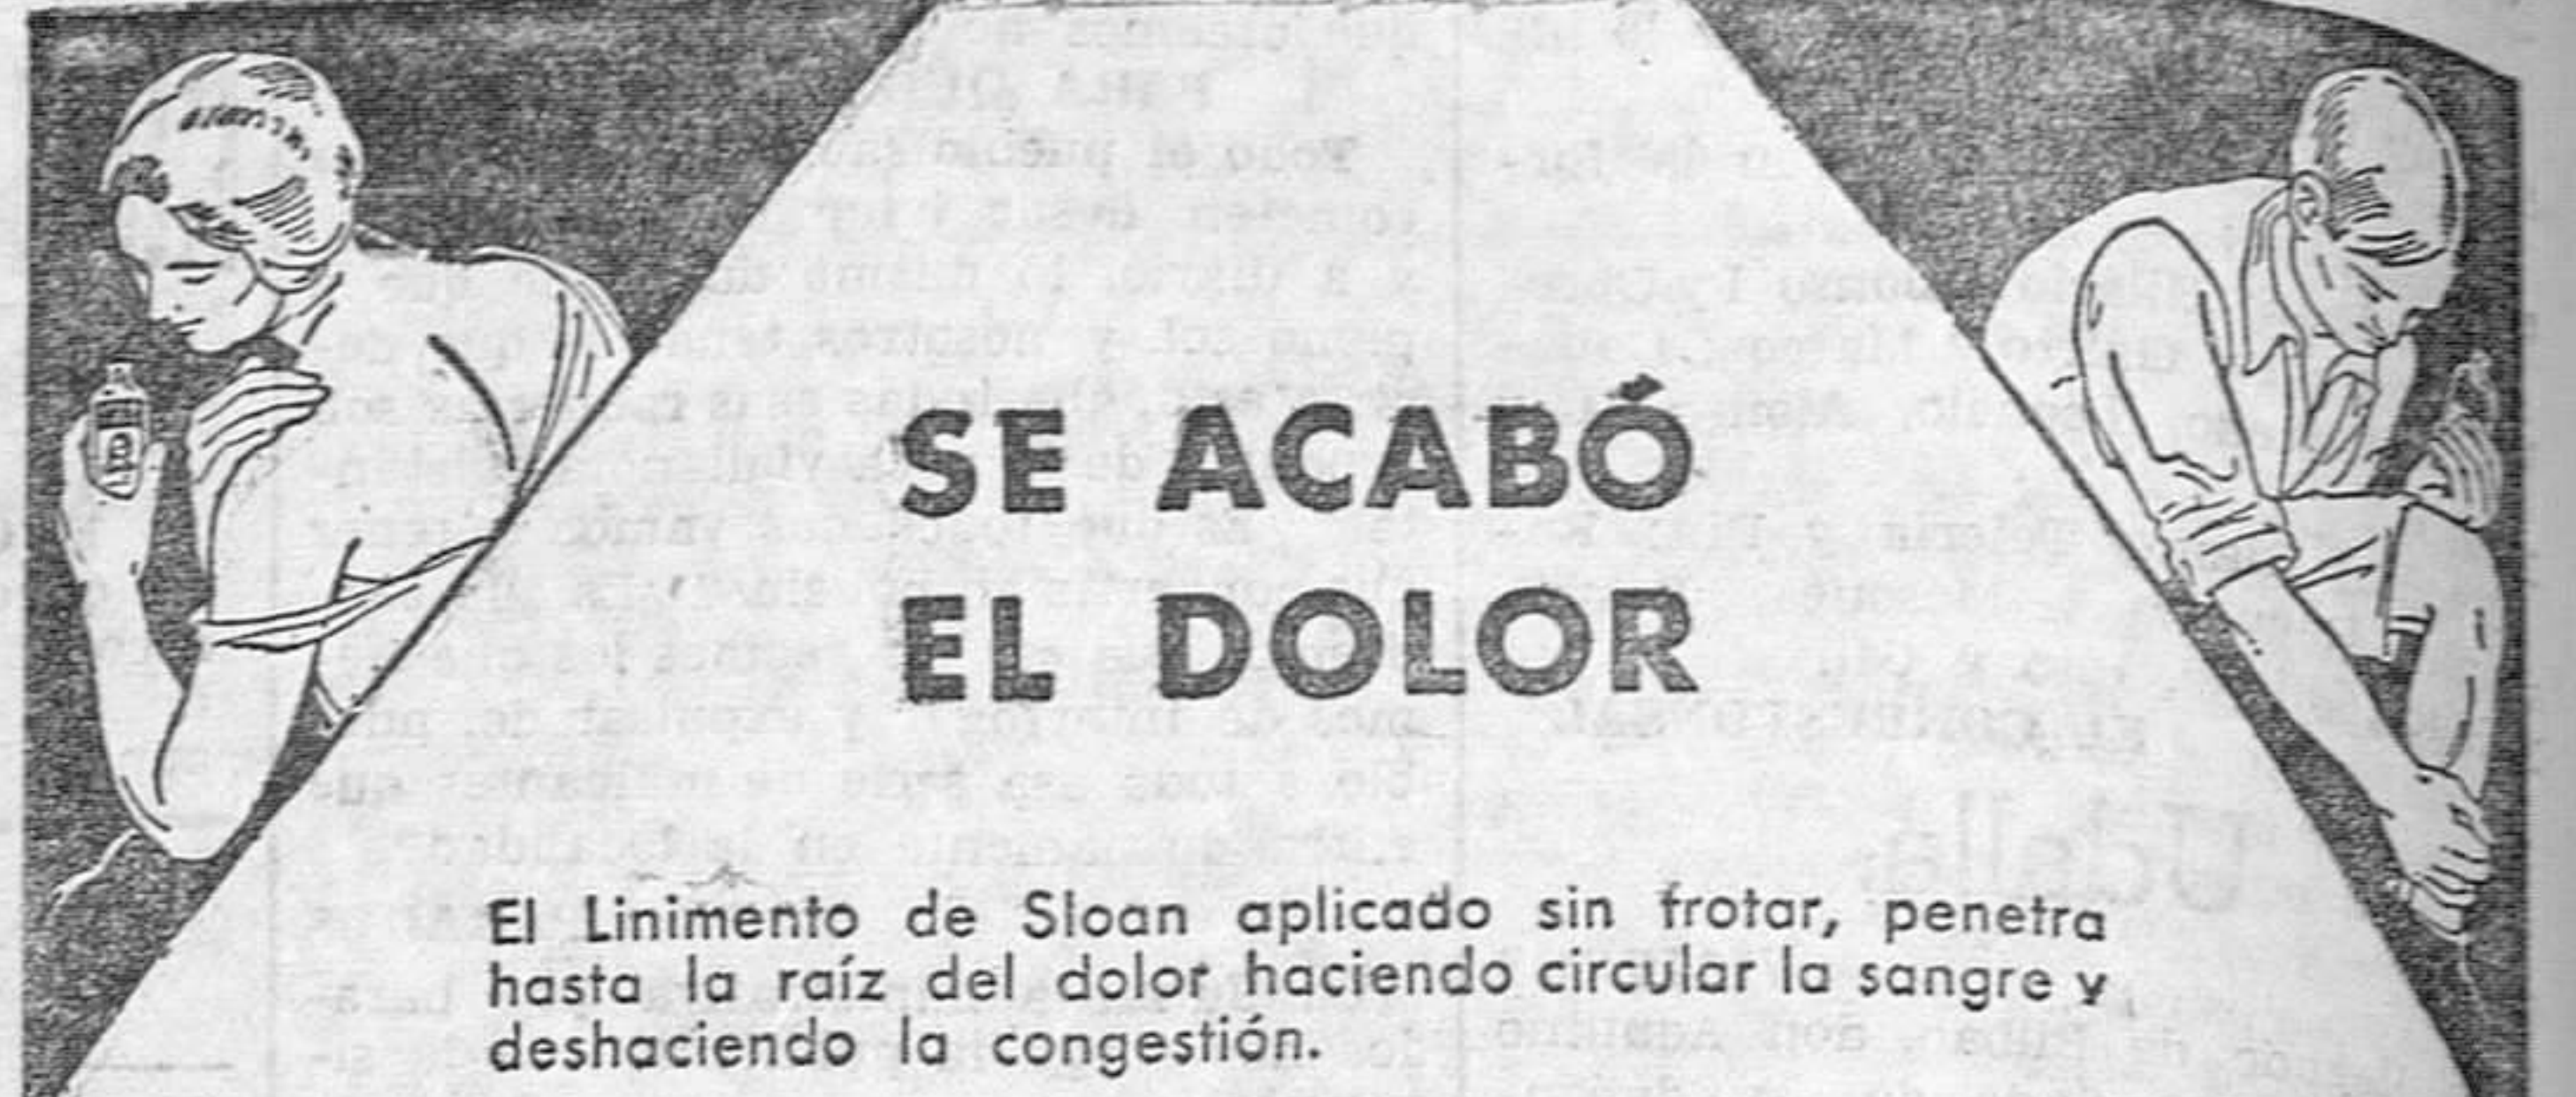 SE ACABÓ
EL DOLOR
El Linimento de Sloan aplicado sin frotar, penetra
hasta la raíz del dolor haciendo circular la sangre y
deshaciendo la congestión.